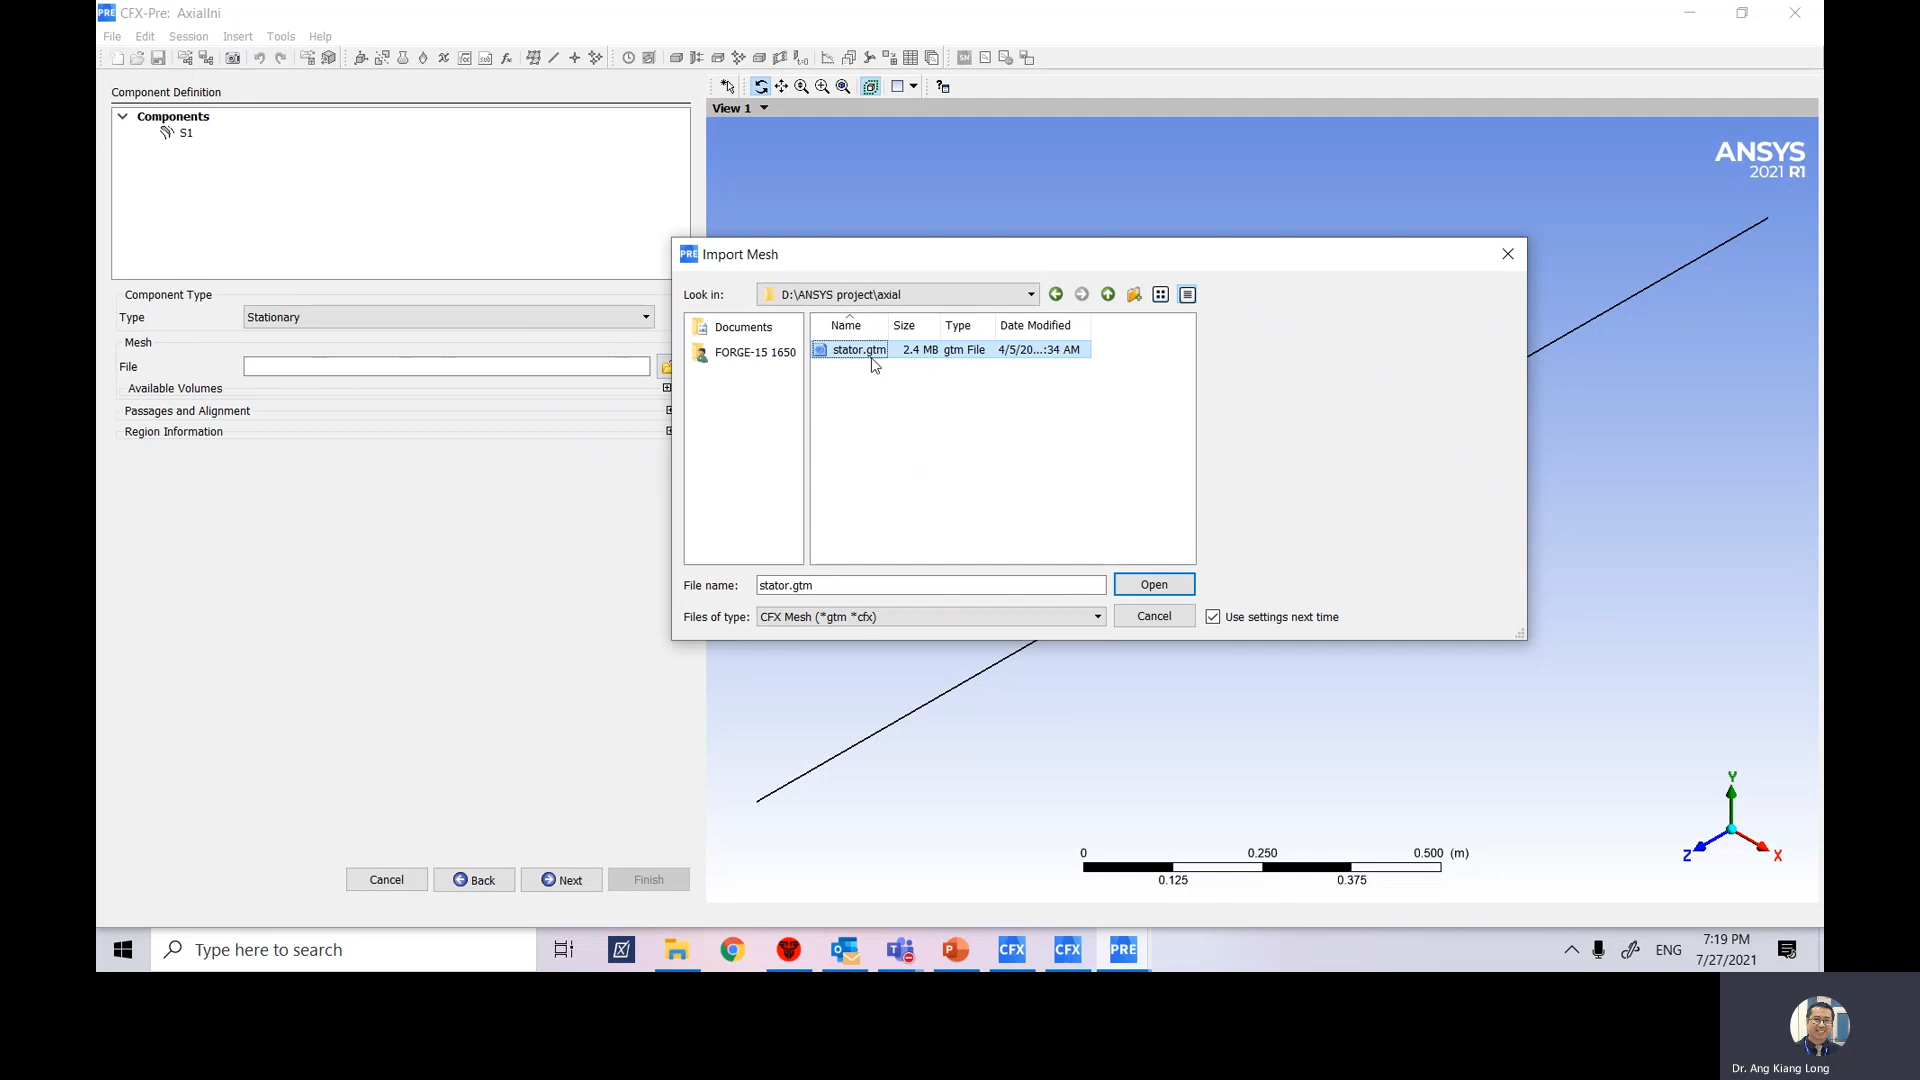 PRE CFX-Pre: AxialIni
File Edit Session Insert Tools Help
Component Definition
Components
S1
Component Type
Type Stationary
Mesh
File
Available Volumes
Passages and Alignment
Region Information
Cancel Back Next Finish
View 1
ANSYS
2021 R1
PRE Import Mesh
Look in: D:\ANSYS project\axial
Documents
FORGE-15 1650
Name Size Type Date Modified
stator.gtm 2.4 MB gtm File 4/5/20...:34 AM
File name: stator.gtm Open
Files of type: CFX Mesh (*gtm *cfx) Cancel Use settings next time
Y
Z X
0 0.250 0.500 (m)
0.125 0.375
Type here to search CFX CFX PRE ENG
7:19 PM
7/27/2021
Dr. Ang Kiang Long